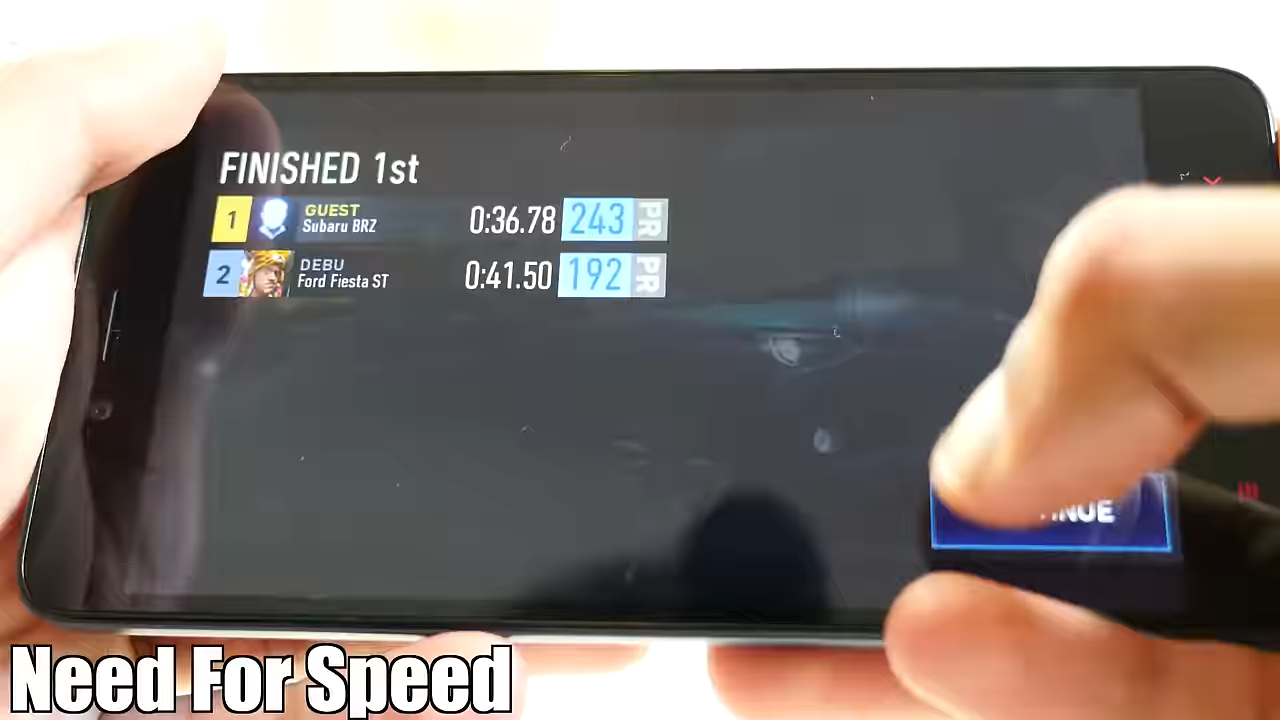 FINISHED 1st
1 GUEST 0:36.78 243 PR
Subaru BRZ
2 DEBU 0:41.50 192 PR
Ford Fiesta ST
Need For Speed